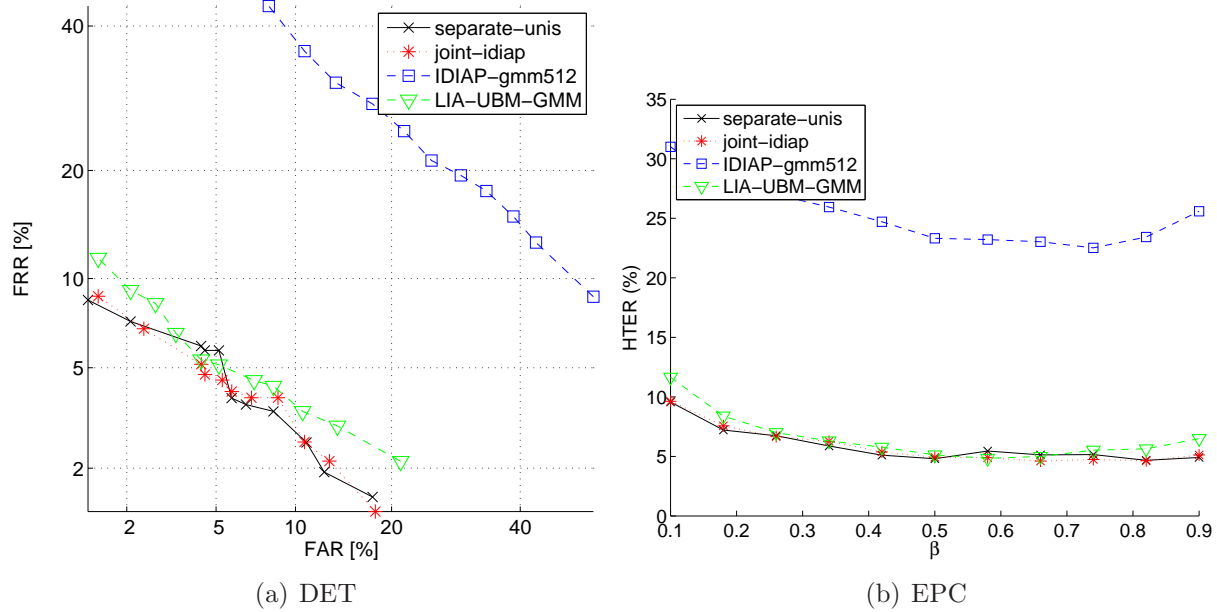 40
20
10
5
2
FRR [%]
2
5
10
20
40
FAR [%]
separate-unis
joint-idiap
IDIAP-gmm512
LIA-UBM-GMM
(a) DET
35
30
25
20
15
10
5
0
HTER (%)
0.1
0.2
0.3
0.4
0.5
0.6
0.7
0.8
0.9
β
separate-unis
joint-idiap
IDIAP-gmm512
LIA-UBM-GMM
(b) EPC